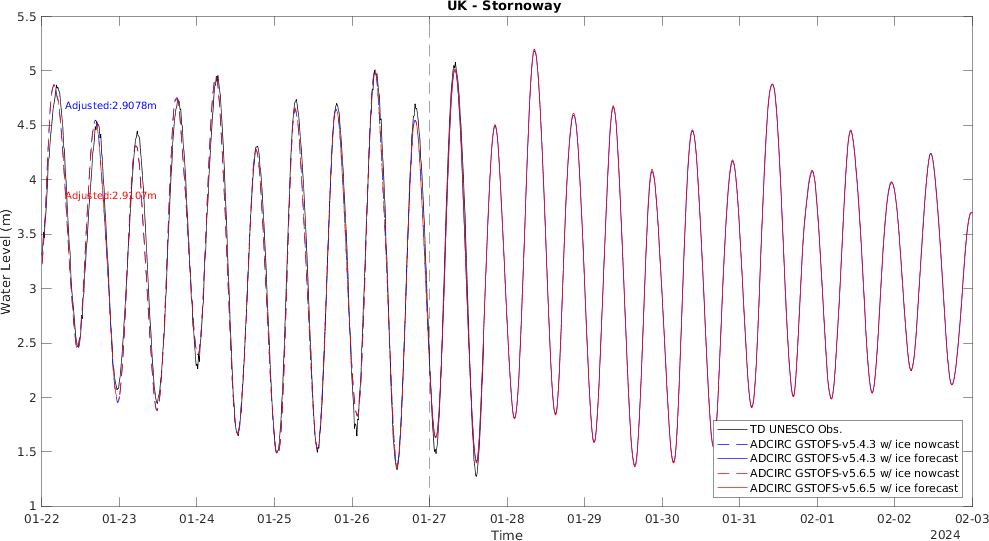 UK - Stornoway
5.5
5
4.5
4
3.5
3
2.5
2
1.5
1
Water Level (m)
Adjusted:2.9078m
Adjusted:2.9107m
TD UNESCO Obs.
ADCIRC GSTOFS-v5.4.3 w/ ice nowcast
ADCIRC GSTOFS-v5.4.3 w/ ice forecast
ADCIRC GSTOFS-v5.6.5 w/ ice nowcast
ADCIRC GSTOFS-v5.6.5 w/ ice forecast
01-22 01-23 01-24 01-25 01-26 01-27 01-28 01-29 01-30 01-31 02-01 02-02 02-03
Time
2024